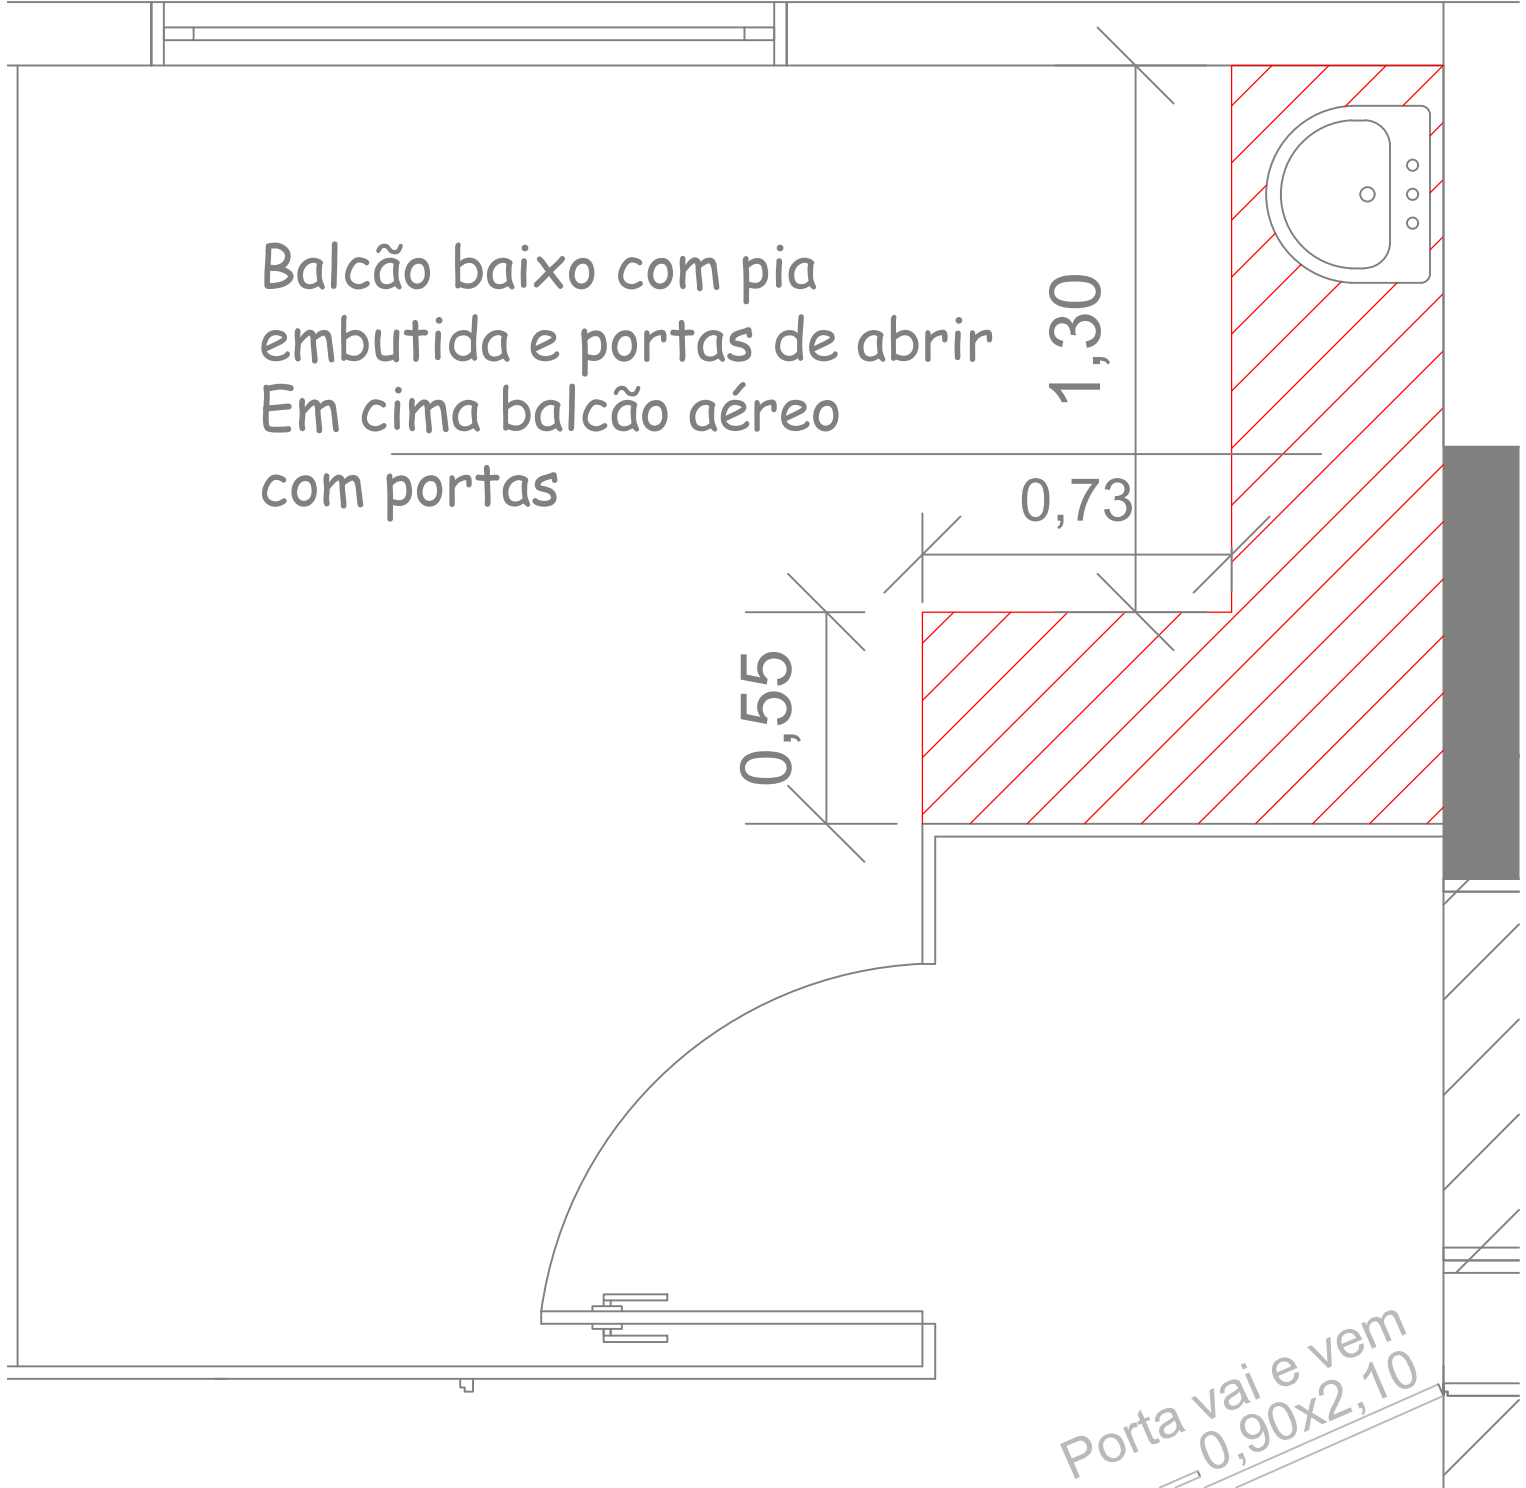 Balcão baixo com pia
embutida e portas de abrir
Em cima balcão aéreo
com portas
1,30
0,73
0,55
Porta vai e vem
0,90x2,10